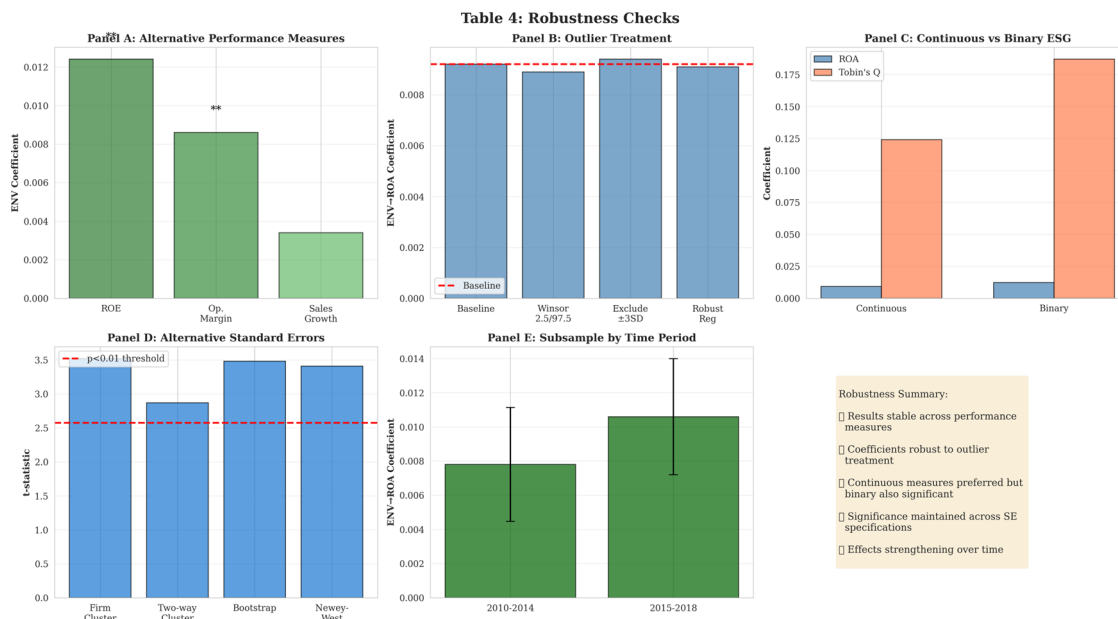 Table 4: Robustness Checks
Panel A: Alternative Performance Measures
**
**
0.012
0.010
0.008
0.006
0.004
0.002
0.000
ENV Coefficient
ROE
Op.
Margin
Sales
Growth
Panel B: Outlier Treatment
0.008
0.006
0.004
0.002
0.000
ENV→ROA Coefficient
Baseline
Baseline
Winsor
2.5/97.5
Exclude
±3SD
Robust
Reg
Panel C: Continuous vs Binary ESG
ROA
Tobin's Q
0.175
0.150
0.125
0.100
0.075
0.050
0.025
0.000
Coefficient
Continuous
Binary
Panel D: Alternative Standard Errors
p<0.01 threshold
3.5
3.0
2.5
2.0
1.5
1.0
0.5
0.0
t-statistic
Firm
Cluster
Two-way
Cluster
Bootstrap
Newey-
West
Panel E: Subsample by Time Period
0.014
0.012
0.010
0.008
0.006
0.004
0.002
0.000
ENV→ROA Coefficient
2010-2014
2015-2018
Robustness Summary:
Results stable across performance
measures
Coefficients robust to outlier
treatment
Continuous measures preferred but
binary also significant
Significance maintained across SE
specifications
Effects strengthening over time